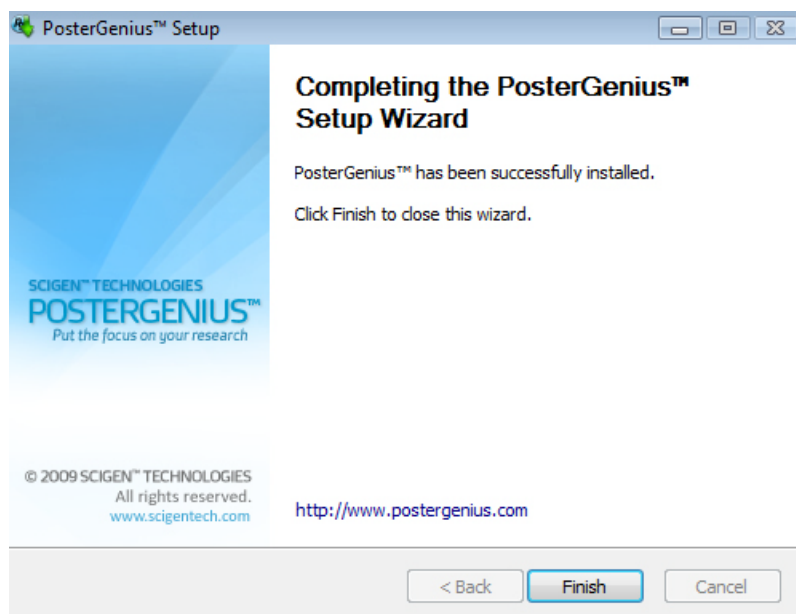 PosterGenius™ Setup
Completing the PosterGenius™
Setup Wizard
PosterGenius™ has been successfully installed.
Click Finish to close this wizard.
SCIGEN™ TECHNOLOGIES
POSTERGENIUS™
Put the focus on your research
© 2009 SCIGEN™ TECHNOLOGIES
All rights reserved.
www.scigentech.com
http://www.postergenius.com
< Back
Finish
Cancel